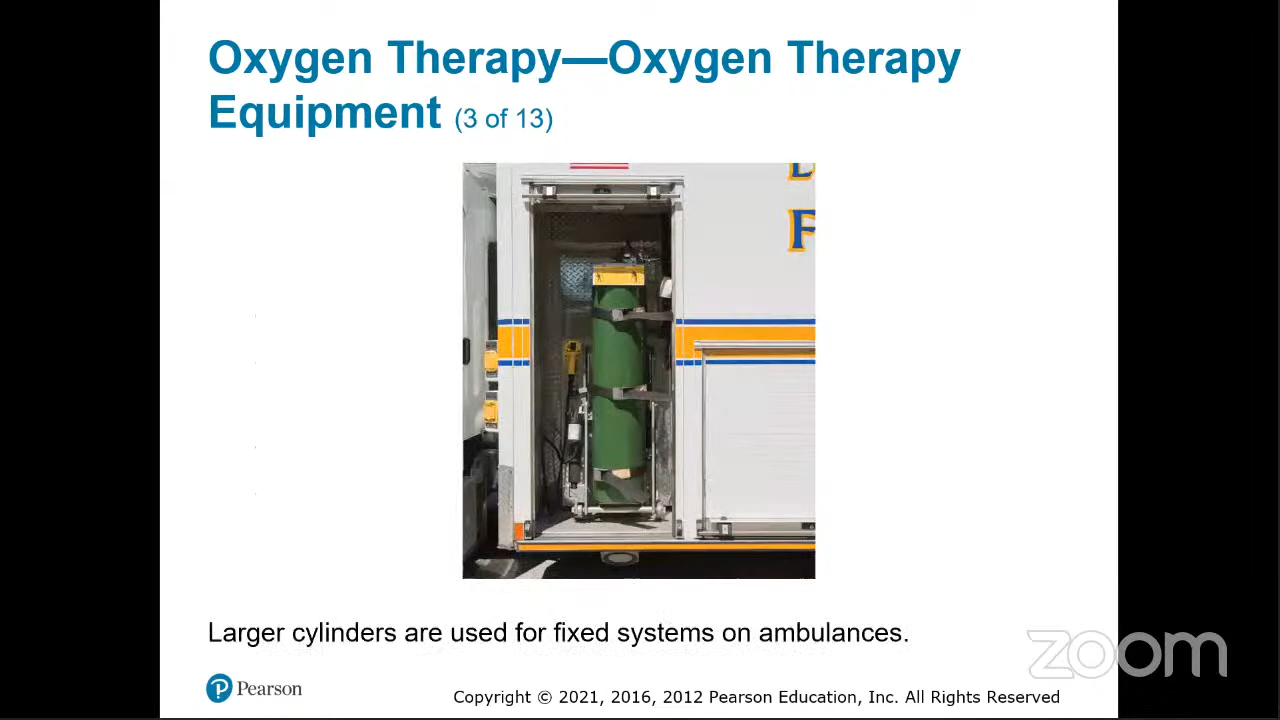 Oxygen Therapy—Oxygen Therapy
Equipment (3 of 13)
F
Larger cylinders are used for fixed systems on ambulances.
zoom
Pearson
Copyright © 2021, 2016, 2012 Pearson Education, Inc. All Rights Reserved